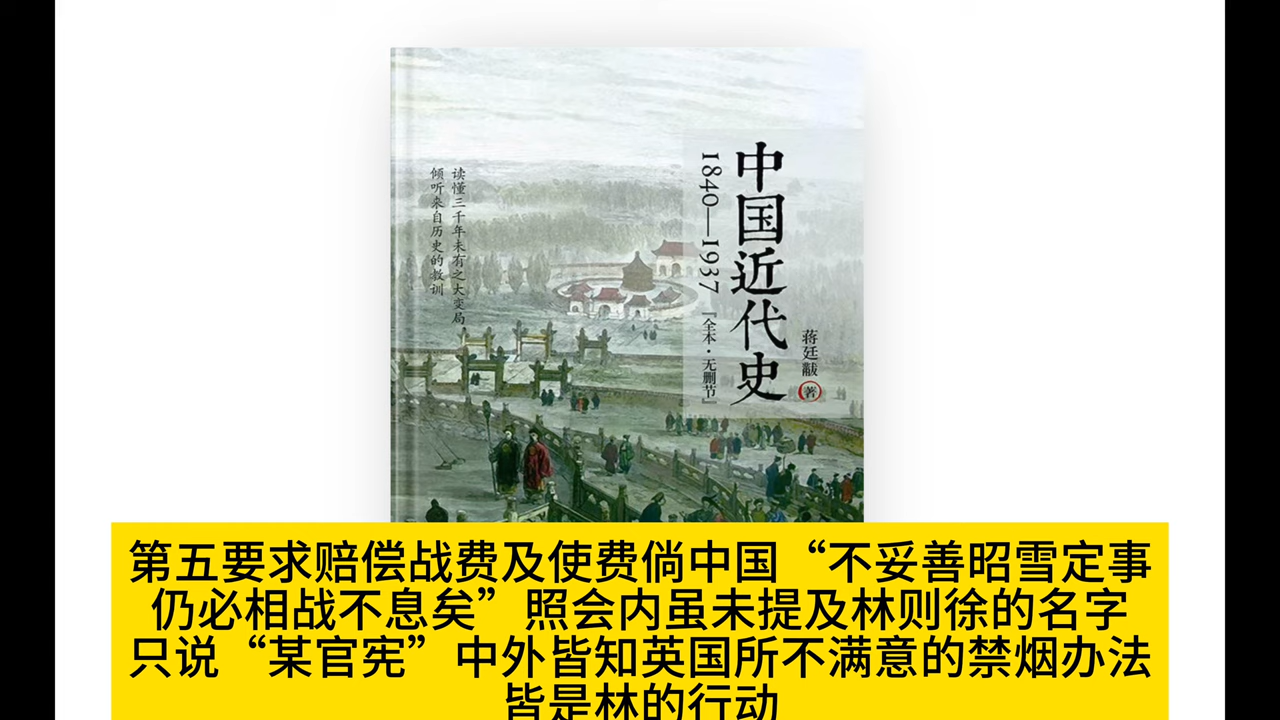 中国近代史
1840—1937
『全本·无删节』
蒋廷黻
著
读懂三千年未有之大变局，
倾听来自历史的教训
第五要求赔偿战费及使费倘中国“不妥善昭雪定事
仍必相战不息矣”照会内虽未提及林则徐的名字
只说“某官宪”中外皆知英国所不满意的禁烟办法
皆是林的行动